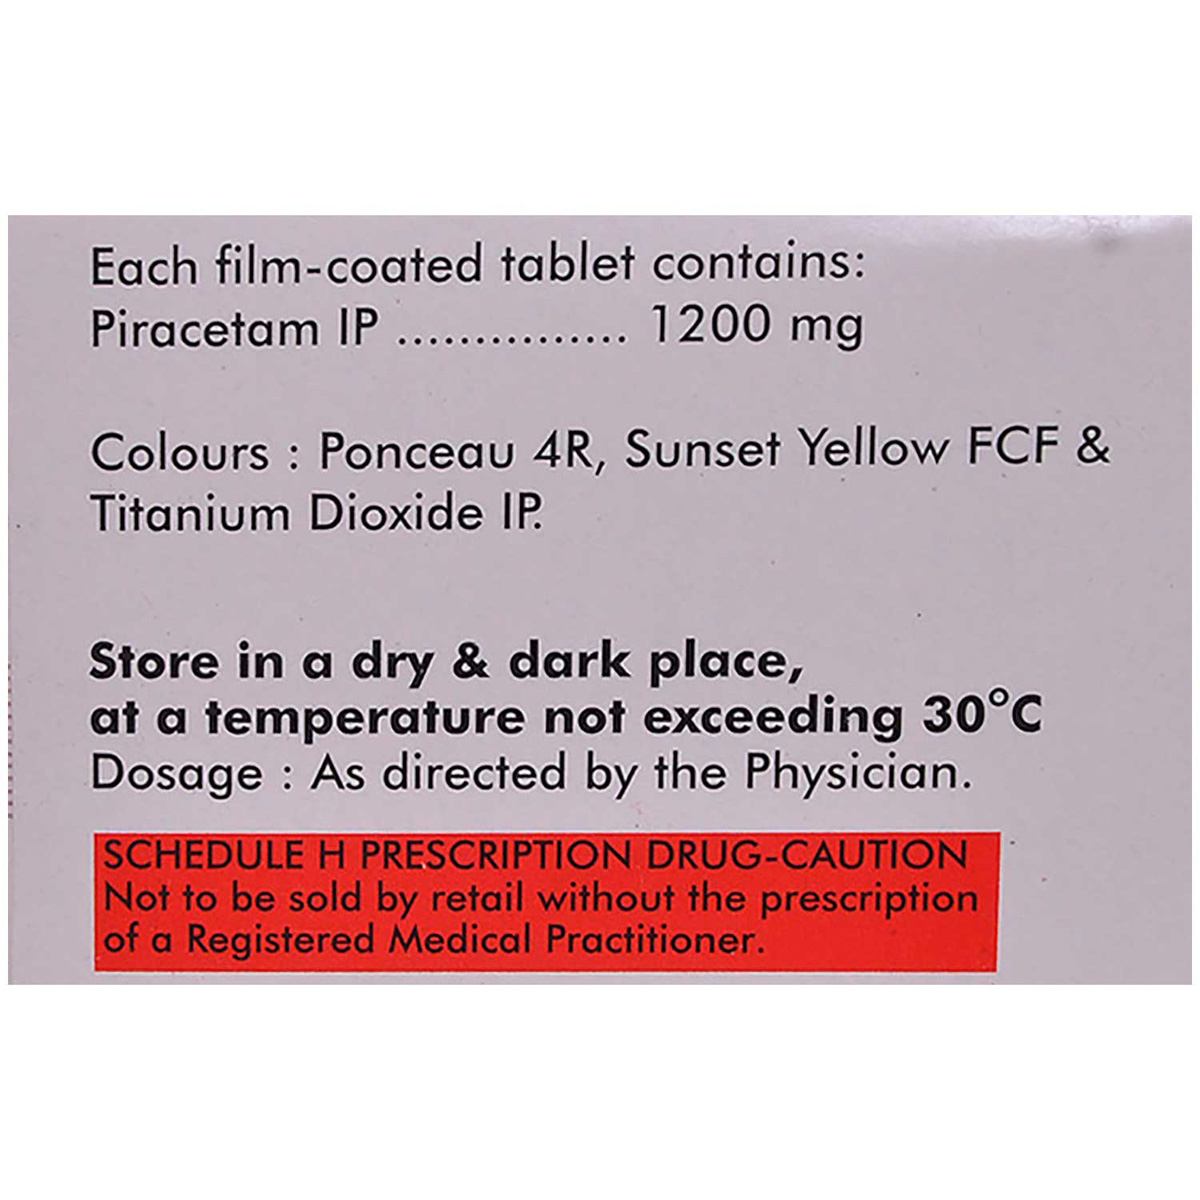 Each film-coated tablet contains:
Piracetam IP ............... 1200 mg
Colours : Ponceau 4R, Sunset Yellow FCF &
Titanium Dioxide IP.
Store in a dry & dark place,
at a temperature not exceeding 30°C
Dosage : As directed by the Physician.
SCHEDULE H PRESCRIPTION DRUG-CAUTION
Not to be sold by retail without the prescription
of a Registered Medical Practitioner.